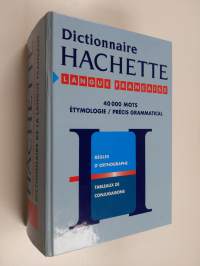 Dictionnaire
HACHETTE
LANGUE FRANÇAISE
40 000 MOTS
ÉTYMOLOGIE / PRÉCIS GRAMMATICAL
RÈGLES
D'ORTHOGRAPHE
TABLEAUX DE
CONJUGAISONS
H